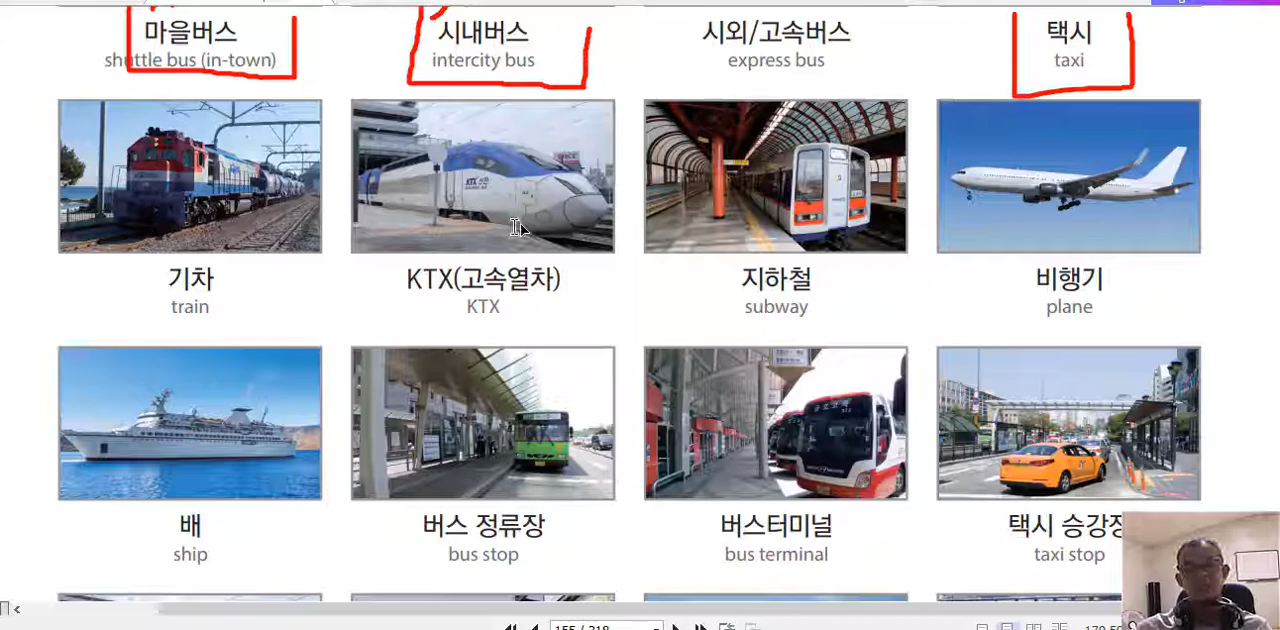 마을버스 시내버스 시외/고속버스 택시
shuttle bus (in-town) intercity bus express bus taxi
KTX
기차 KTX(고속열차) 지하철 비행기
train KTX subway plane
배 버스 정류장 버스터미널 택시 승강장
ship bus stop bus terminal taxi stop
155 / 218